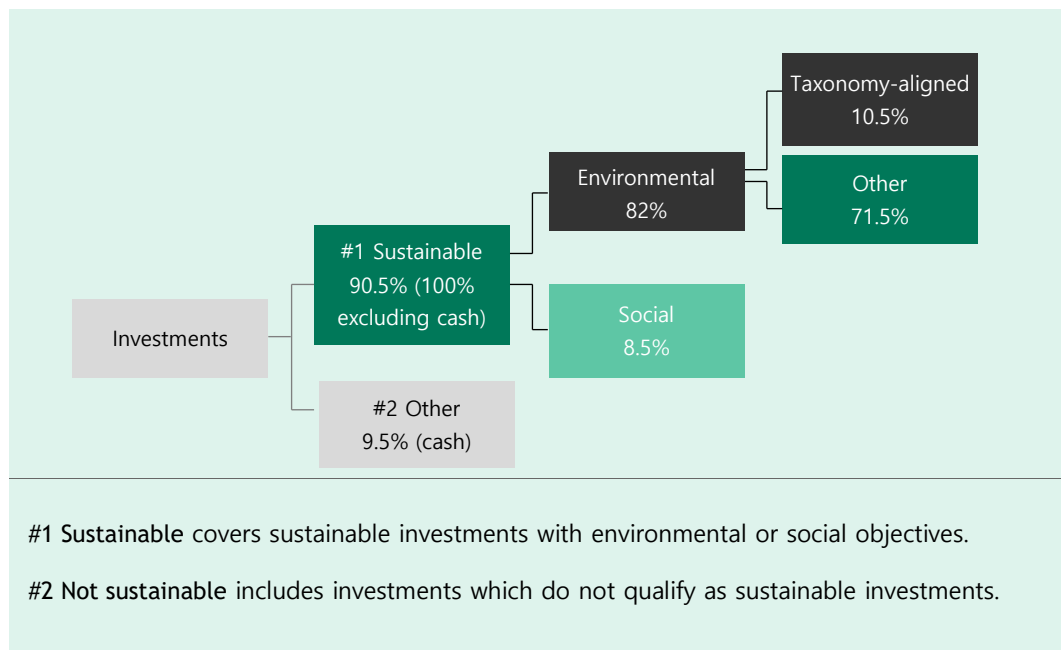 Taxonomy-aligned
10.5%
Environmental
82%
Other
71.5%
#1 Sustainable
90.5% (100%
excluding cash)
Investments
Social
8.5%
#2 Other
9.5% (cash)
#1 Sustainable covers sustainable investments with environmental or social objectives.
#2 Not sustainable includes investments which do not qualify as sustainable investments.